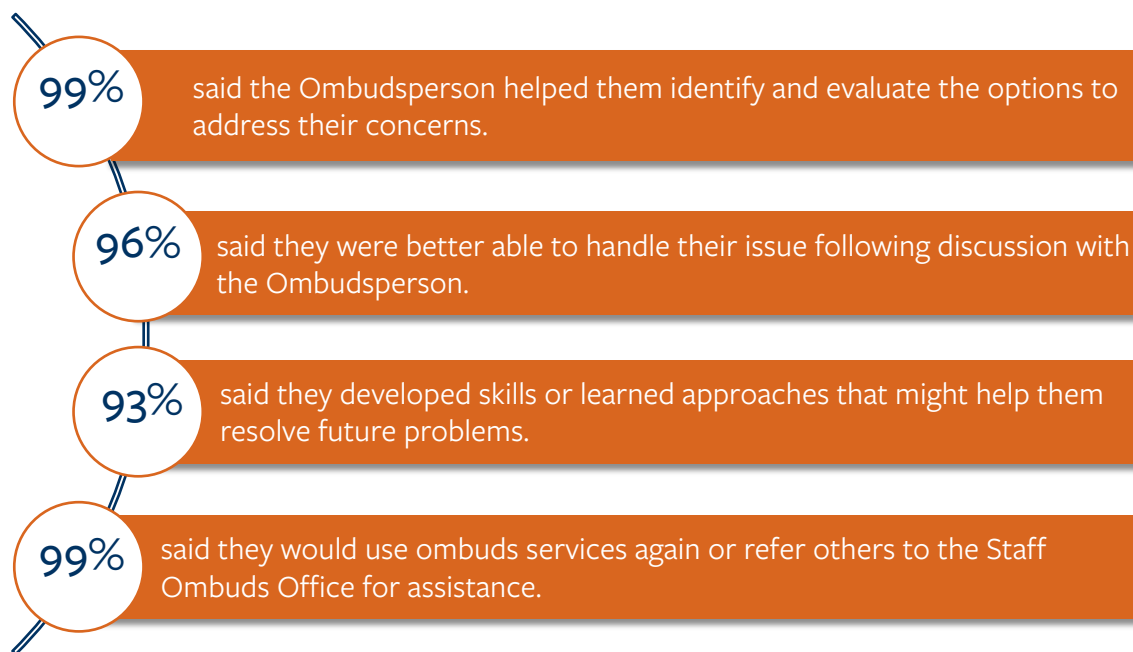 99%
said the Ombudsperson helped them identify and evaluate the options to
address their concerns.
96%
said they were better able to handle their issue following discussion with
the Ombudsperson.
93%
said they developed skills or learned approaches that might help them
resolve future problems.
99%
said they would use ombuds services again or refer others to the Staff
Ombuds Office for assistance.